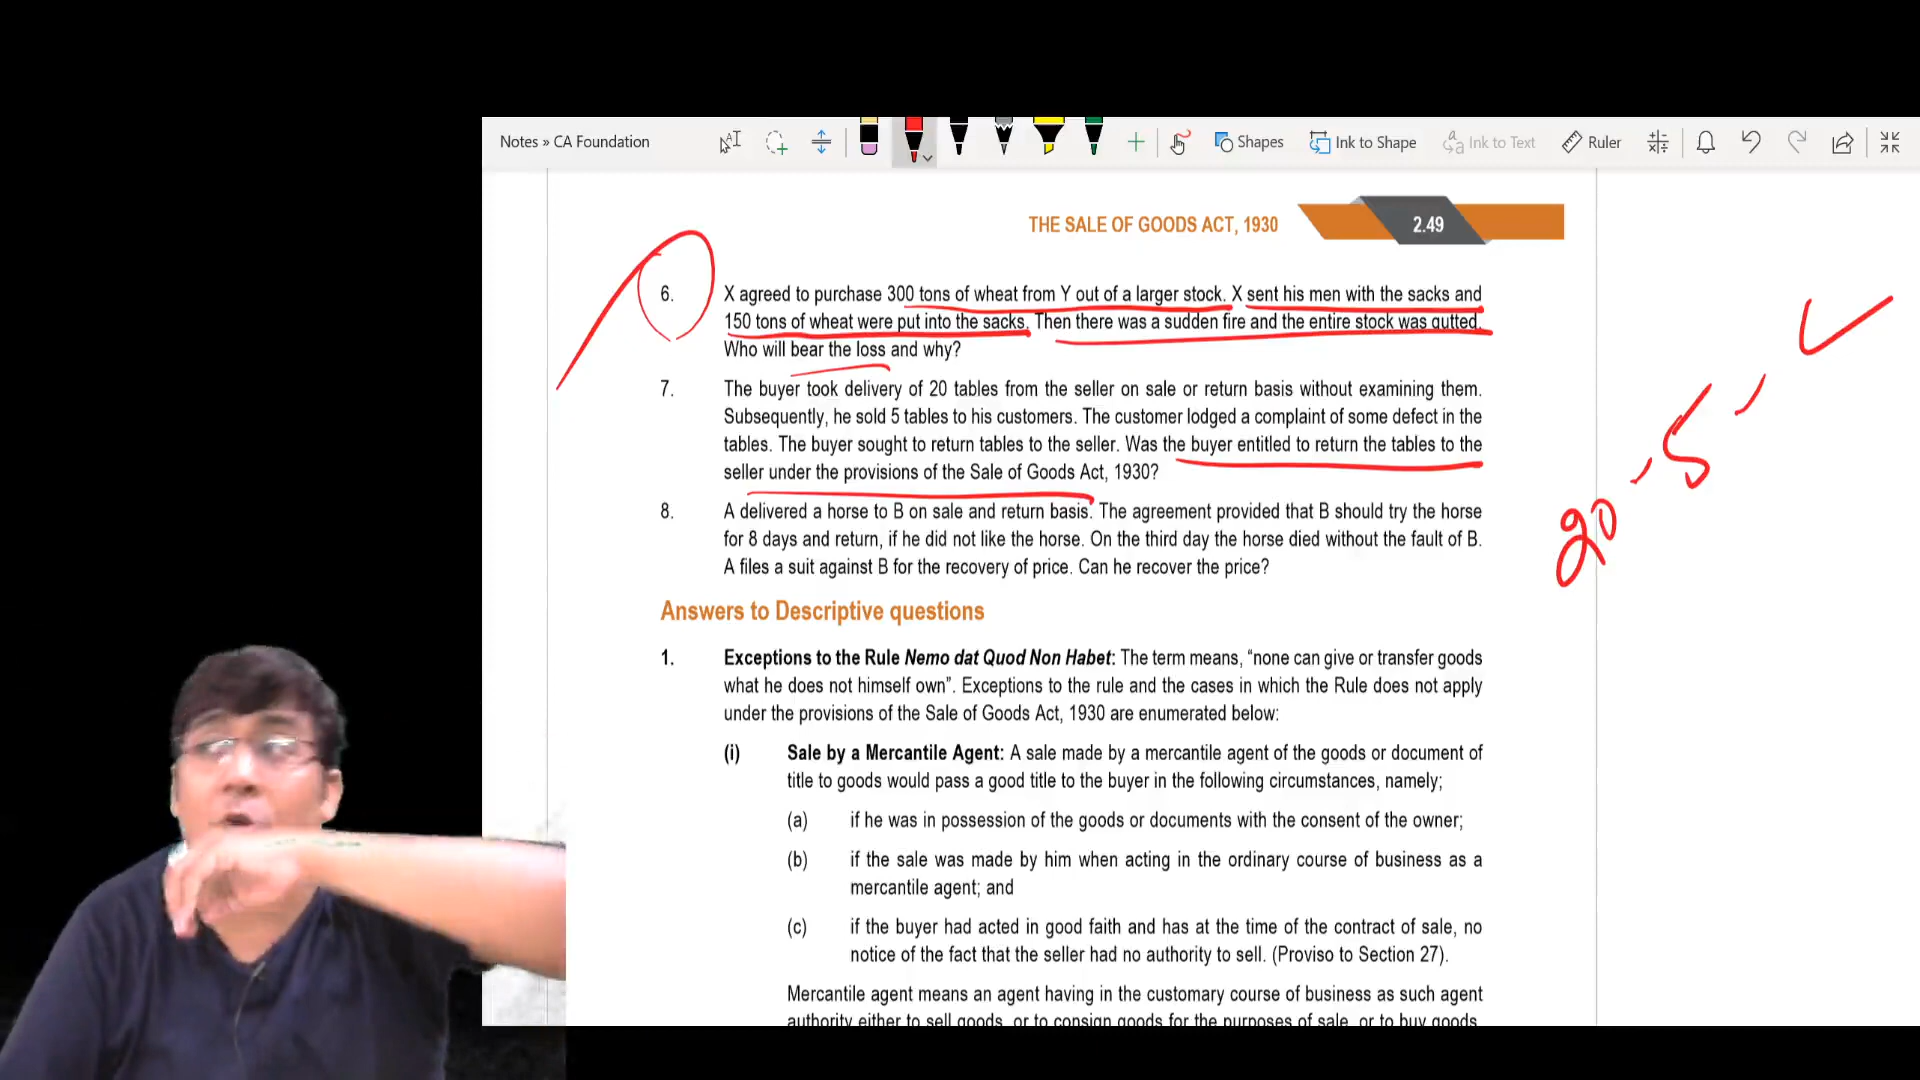 Notes » CA Foundation
Shapes
Ink to Shape
Ink to Text
Ruler
THE SALE OF GOODS ACT, 1930
2.49
6. X agreed to purchase 300 tons of wheat from Y out of a larger stock. X sent his men with the sacks and
150 tons of wheat were put into the sacks. Then there was a sudden fire and the entire stock was gutted.
Who will bear the loss and why?
7. The buyer took delivery of 20 tables from the seller on sale or return basis without examining them.
Subsequently, he sold 5 tables to his customers. The customer lodged a complaint of some defect in the
tables. The buyer sought to return tables to the seller. Was the buyer entitled to return the tables to the
seller under the provisions of the Sale of Goods Act, 1930?
20 - 5 -
8. A delivered a horse to B on sale and return basis. The agreement provided that B should try the horse
for 8 days and return, if he did not like the horse. On the third day the horse died without the fault of B.
A files a suit against B for the recovery of price. Can he recover the price?
Answers to Descriptive questions
1. Exceptions to the Rule Nemo dat Quod Non Habet: The term means, “none can give or transfer goods
what he does not himself own”. Exceptions to the rule and the cases in which the Rule does not apply
under the provisions of the Sale of Goods Act, 1930 are enumerated below:
(i) Sale by a Mercantile Agent: A sale made by a mercantile agent of the goods or document of
title to goods would pass a good title to the buyer in the following circumstances, namely;
(a) if he was in possession of the goods or documents with the consent of the owner;
(b) if the sale was made by him when acting in the ordinary course of business as a
mercantile agent; and
(c) if the buyer had acted in good faith and has at the time of the contract of sale, no
notice of the fact that the seller had no authority to sell. (Proviso to Section 27).
Mercantile agent means an agent having in the customary course of business as such agent
authority either to sell goods, or to consign goods for the purposes of sale, or to buy goods,